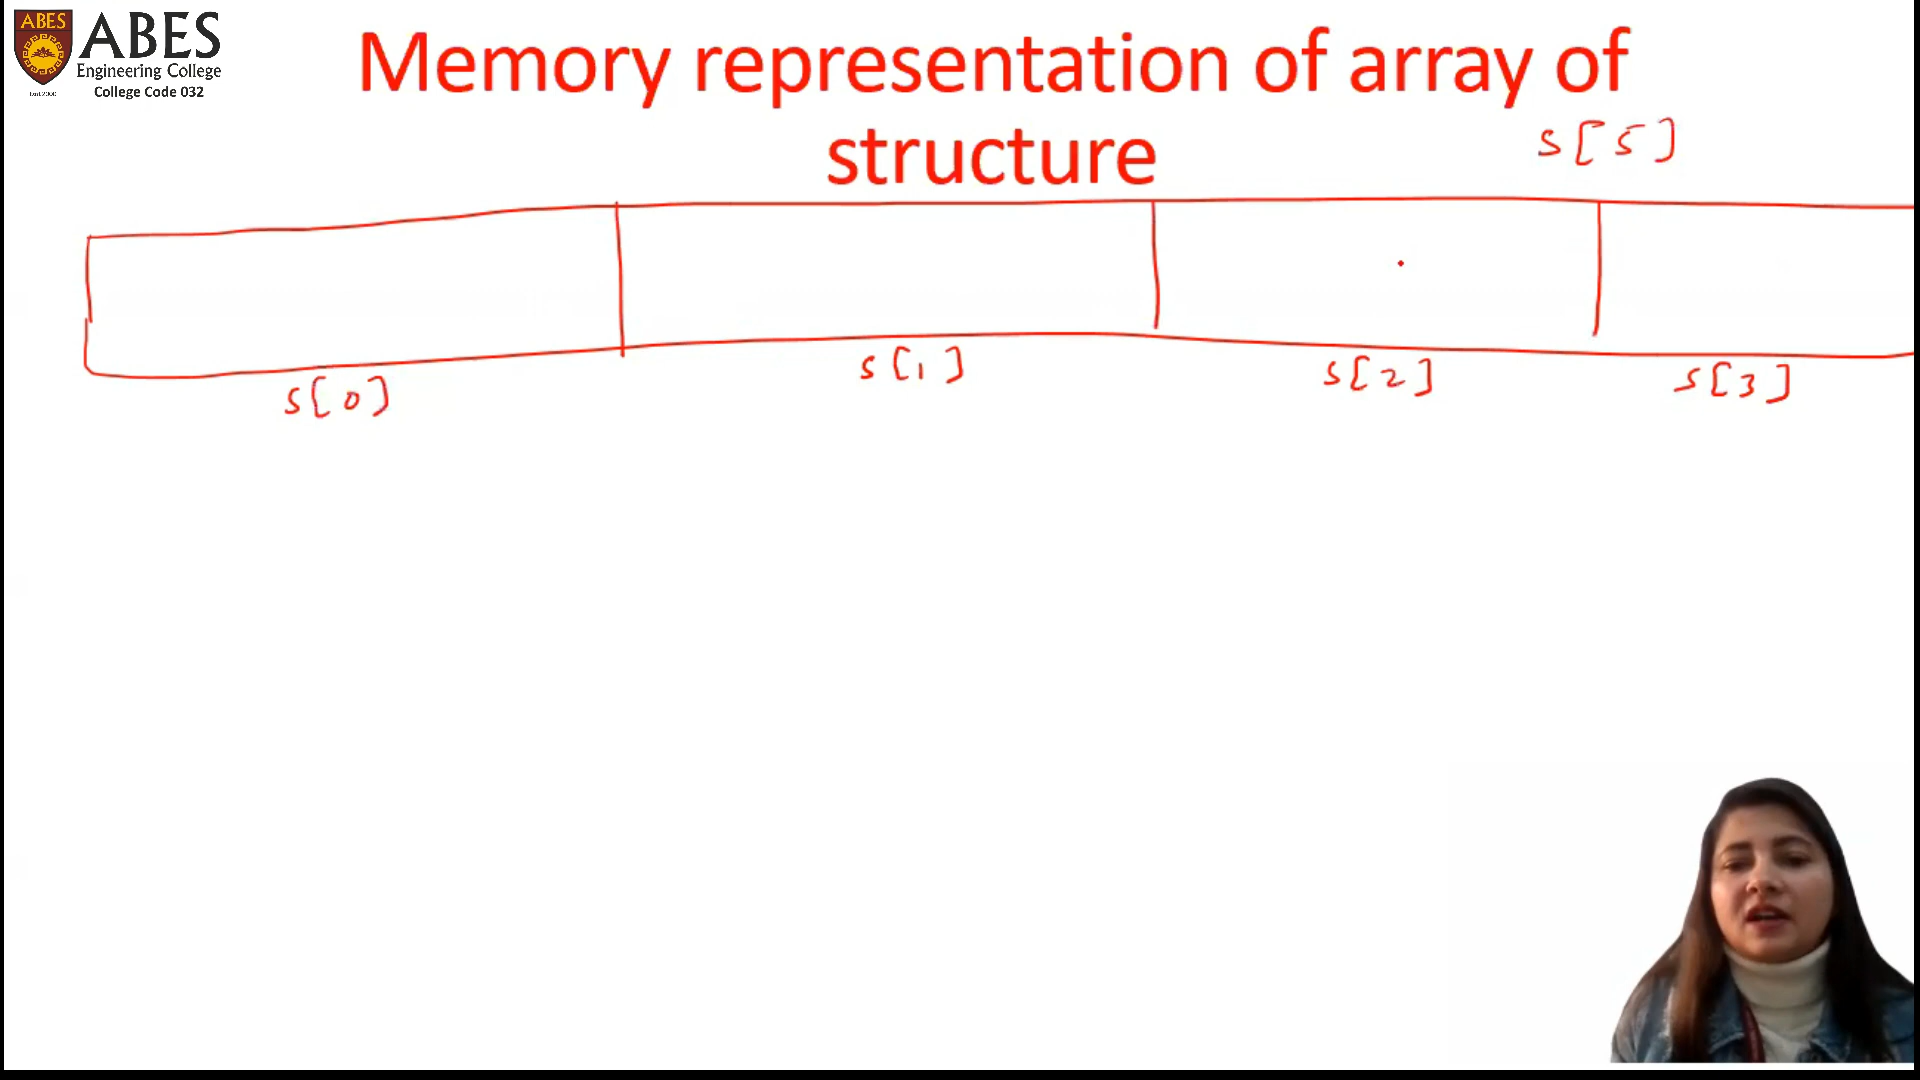 ABES
ABES
Engineering College
College Code 032
Memory representation of array of
structure
s[5]
s[0]
s[1]
s[2]
s[3]